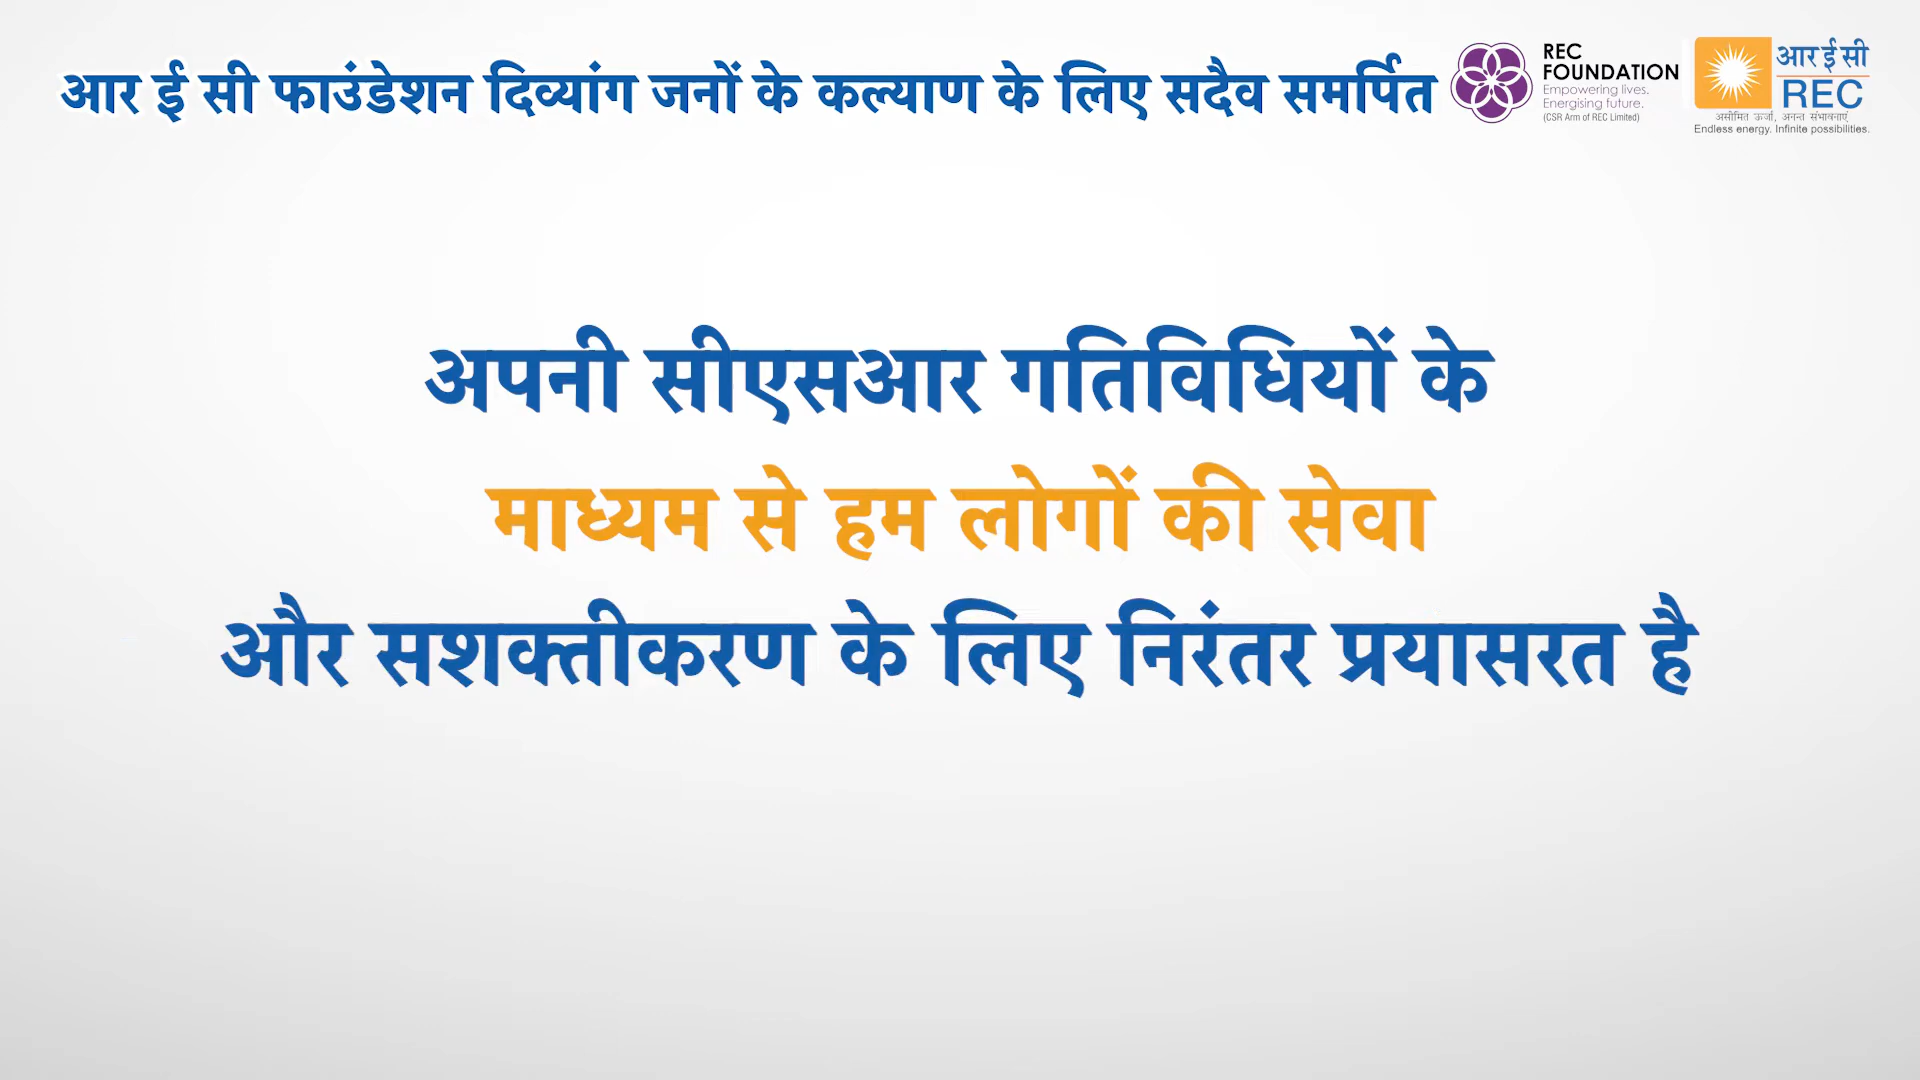 आर ई सी फाउंडेशन दिव्यांग जनों के कल्याण के लिए सदैव समर्पित
REC
FOUNDATION
Empowering lives.
Energising future.
(CSR Arm of REC Limited)
आर ई सी
REC
असीमित ऊर्जा, अनन्त संभावनाएं
Endless energy. Infinite possibilities.
अपनी सीएसआर गतिविधियों के
माध्यम से हम लोगों की सेवा
और सशक्तीकरण के लिए निरंतर प्रयासरत है